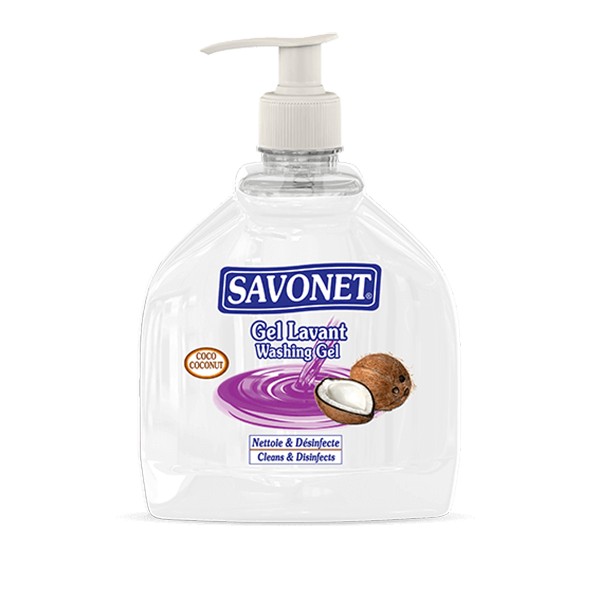 SAVONET®
Gel Lavant
Washing Gel
COCO
COCONUT
Nettoie & Désinfecte
Cleans & Disinfects